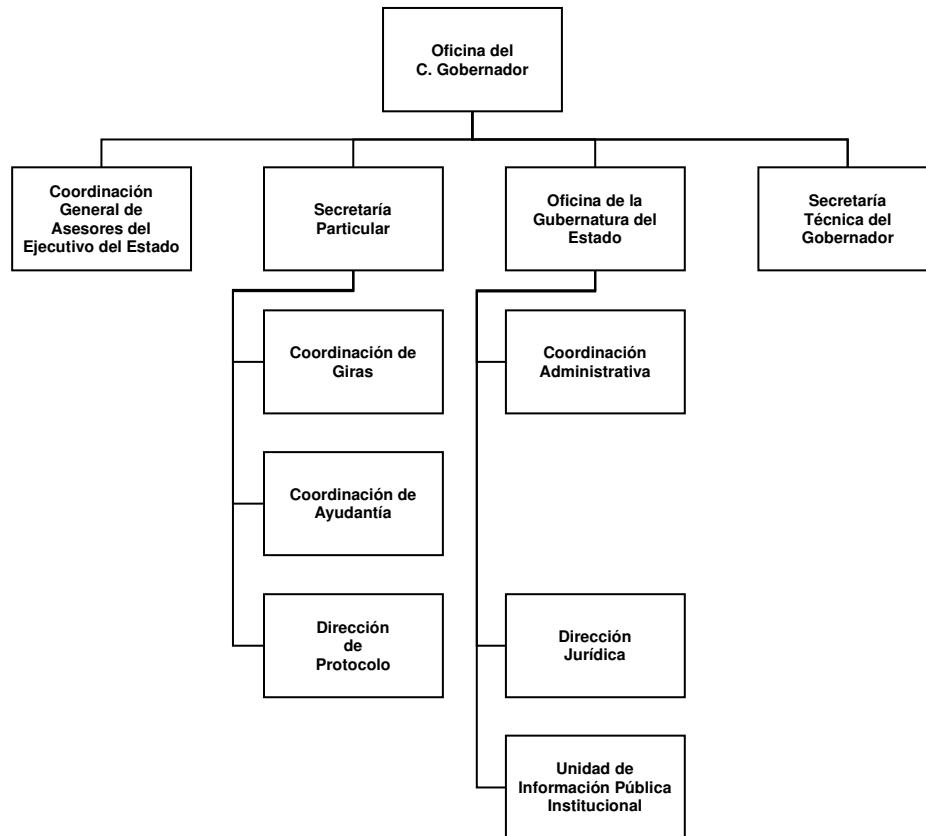 Oficina del
C. Gobernador
Coordinación
General de
Asesores del
Ejecutivo del Estado
Secretaría
Particular
Oficina de la
Gubernatura del
Estado
Secretaría
Técnica del
Gobernador
Coordinación de
Giras
Coordinación
Administrativa
Coordinación de
Ayudantía
Dirección
de
Protocolo
Dirección
Jurídica
Unidad de
Información Pública
Institucional